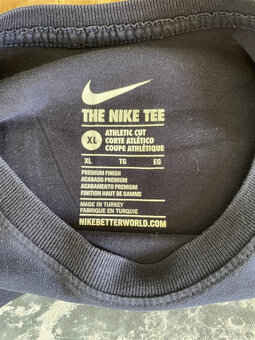 THE NIKE TEE
XL
ATHLETIC CUT
CORTE ATLÉTICO
COUPE ATHLÉTIQUE
XL TG EG
PREMIUM FINISH
ACABADO PREMIUM
ACABAMENTO PREMIUM
FINITION HAUT DE GAMME
MADE IN TURKEY
FABRIQUE EN TURQUIE
NIKEBETTERWORLD.COM